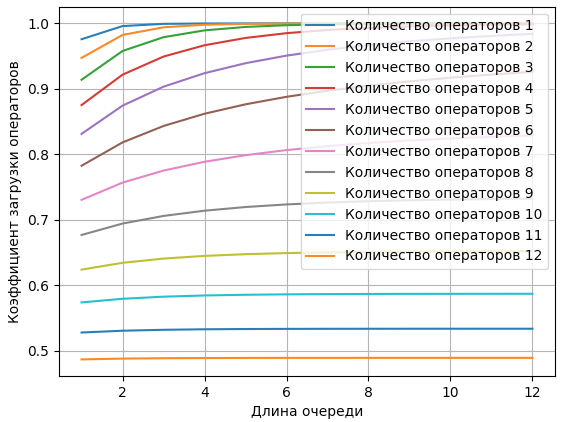 1.0
0.9
0.8
0.7
0.6
0.5
Коэффициент загрузки операторов
Количество операторов 1
Количество операторов 2
Количество операторов 3
Количество операторов 4
Количество операторов 5
Количество операторов 6
Количество операторов 7
Количество операторов 8
Количество операторов 9
Количество операторов 10
Количество операторов 11
Количество операторов 12
2 4 6 8 10 12
Длина очереди